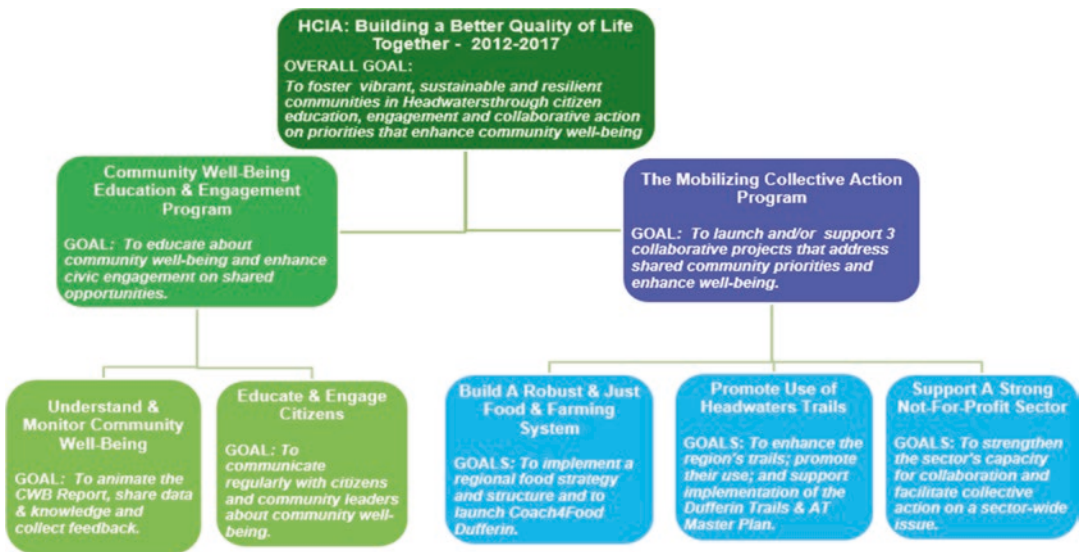 HCIA: Building a Better Quality of Life
Together - 2012-2017
OVERALL GOAL:
To foster vibrant, sustainable and resilient
communities in Headwatersthrough citizen
education, engagement and collaborative action
on priorities that enhance community well-being
Community Well-Being
Education & Engagement
Program
GOAL: To educate about
community well-being and enhance
civic engagement on shared
opportunities.
The Mobilizing Collective Action
Program
GOAL: To launch and/or support 3
collaborative projects that address
shared community priorities and
enhance well-being.
Understand &
Monitor Community
Well-Being
GOAL: To animate the
CWB Report, share data
& knowledge and
collect feedback.
Educate & Engage
Citizens
GOAL: To
communicate
regularly with citizens
and community leaders
about community well-
being.
Build A Robust & Just
Food & Farming
System
GOALS: To implement a
regional food strategy
and structure and to
launch Coach4Food
Dufferin.
Promote Use of
Headwaters Trails
GOALS: To enhance the
region's trails; promote
their use; and support
implementation of the
Dufferin Trails & AT
Master Plan.
Support A Strong
Not-For-Profit Sector
GOALS: To strengthen
the sector's capacity
for collaboration and
facilitate collective
action on a sector-wide
issue.